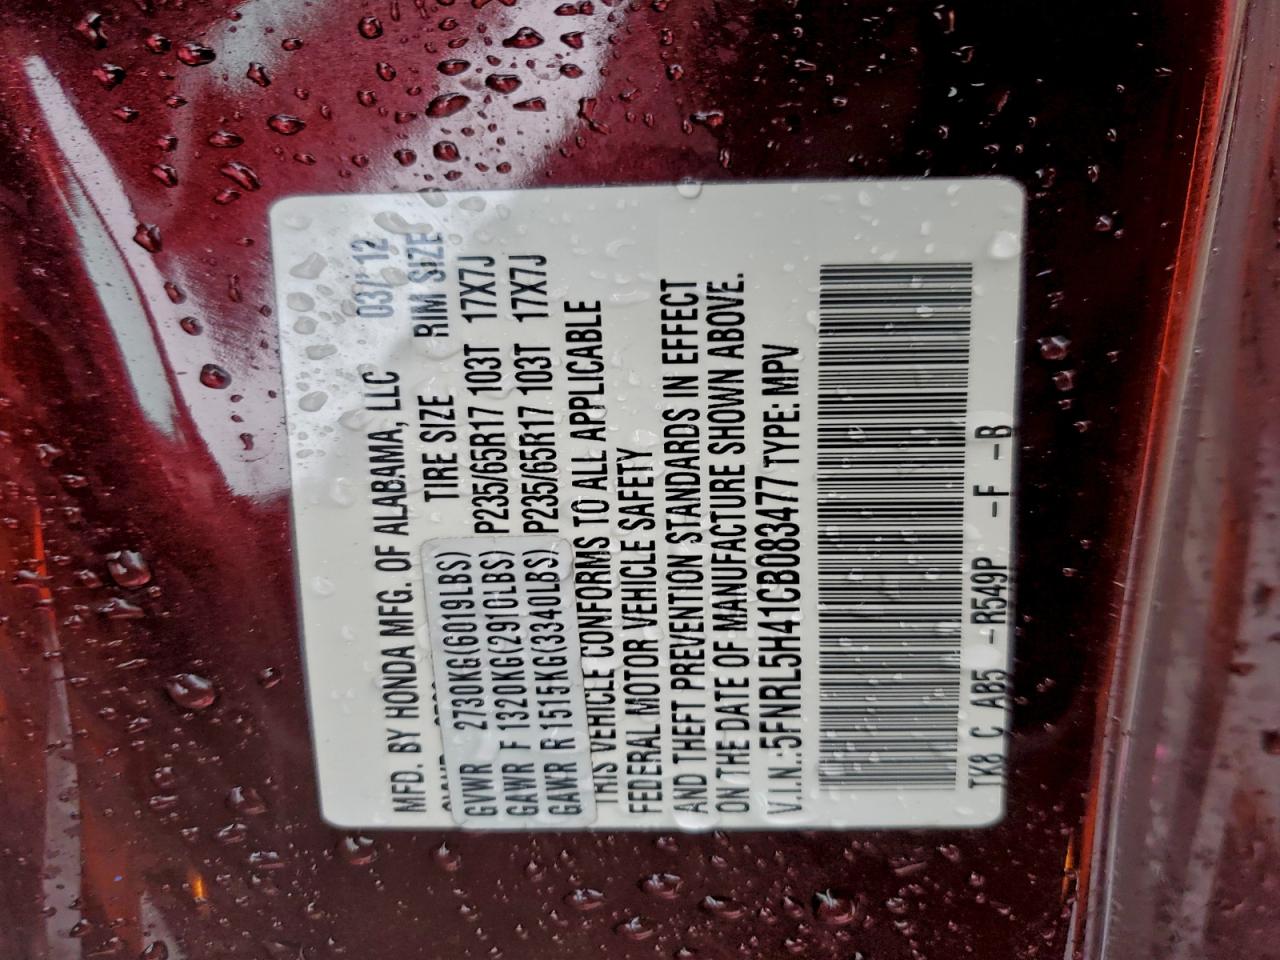 MFD. BY HONDA MFG. OF ALABAMA, LLC 03/12
TIRE SIZE RIM SIZE
GVWR 2730KG(6019LBS)
GAWR F 1320KG(2910LBS) P235/65R17 103T 17X7J
GAWR R 1515KG(3340LBS) P235/65R17 103T 17X7J
THIS VEHICLE CONFORMS TO ALL APPLICABLE
FEDERAL MOTOR VEHICLE SAFETY
AND THEFT PREVENTION STANDARDS IN EFFECT
ON THE DATE OF MANUFACTURE SHOWN ABOVE.
V.I.N.:5FNRL5H41CB083477 TYPE: MPV
TK8 C AB5 -R549P -F -B